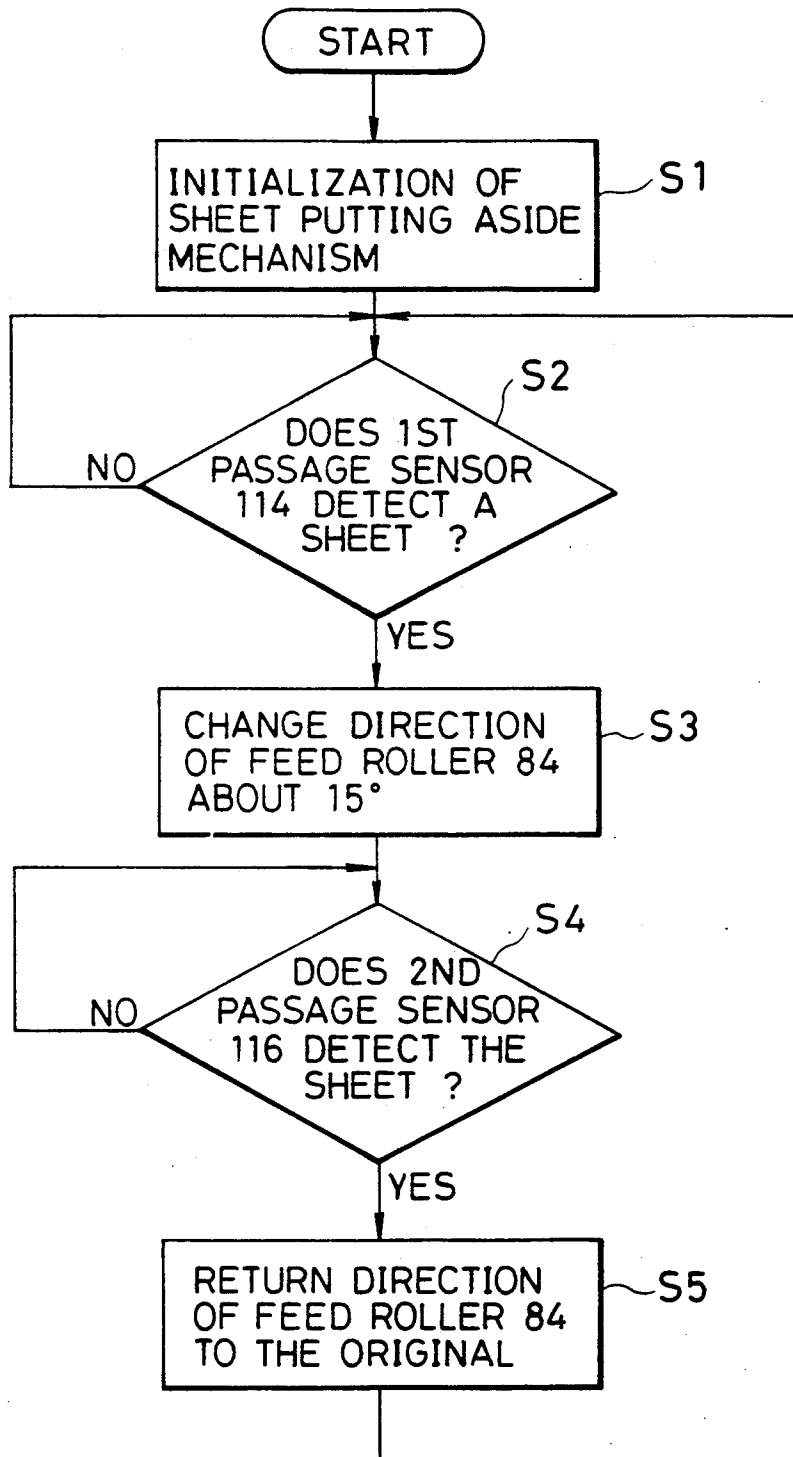 START
INITIALIZATION OF
SHEET PUTTING ASIDE
MECHANISM
S1
S2
DOES 1ST
PASSAGE SENSOR
114 DETECT A
SHEET ?
NO
YES
CHANGE DIRECTION
OF FEED ROLLER 84
ABOUT 15°
S3
S4
DOES 2ND
PASSAGE SENSOR
116 DETECT THE
SHEET ?
NO
YES
RETURN DIRECTION
OF FEED ROLLER 84
TO THE ORIGINAL
S5